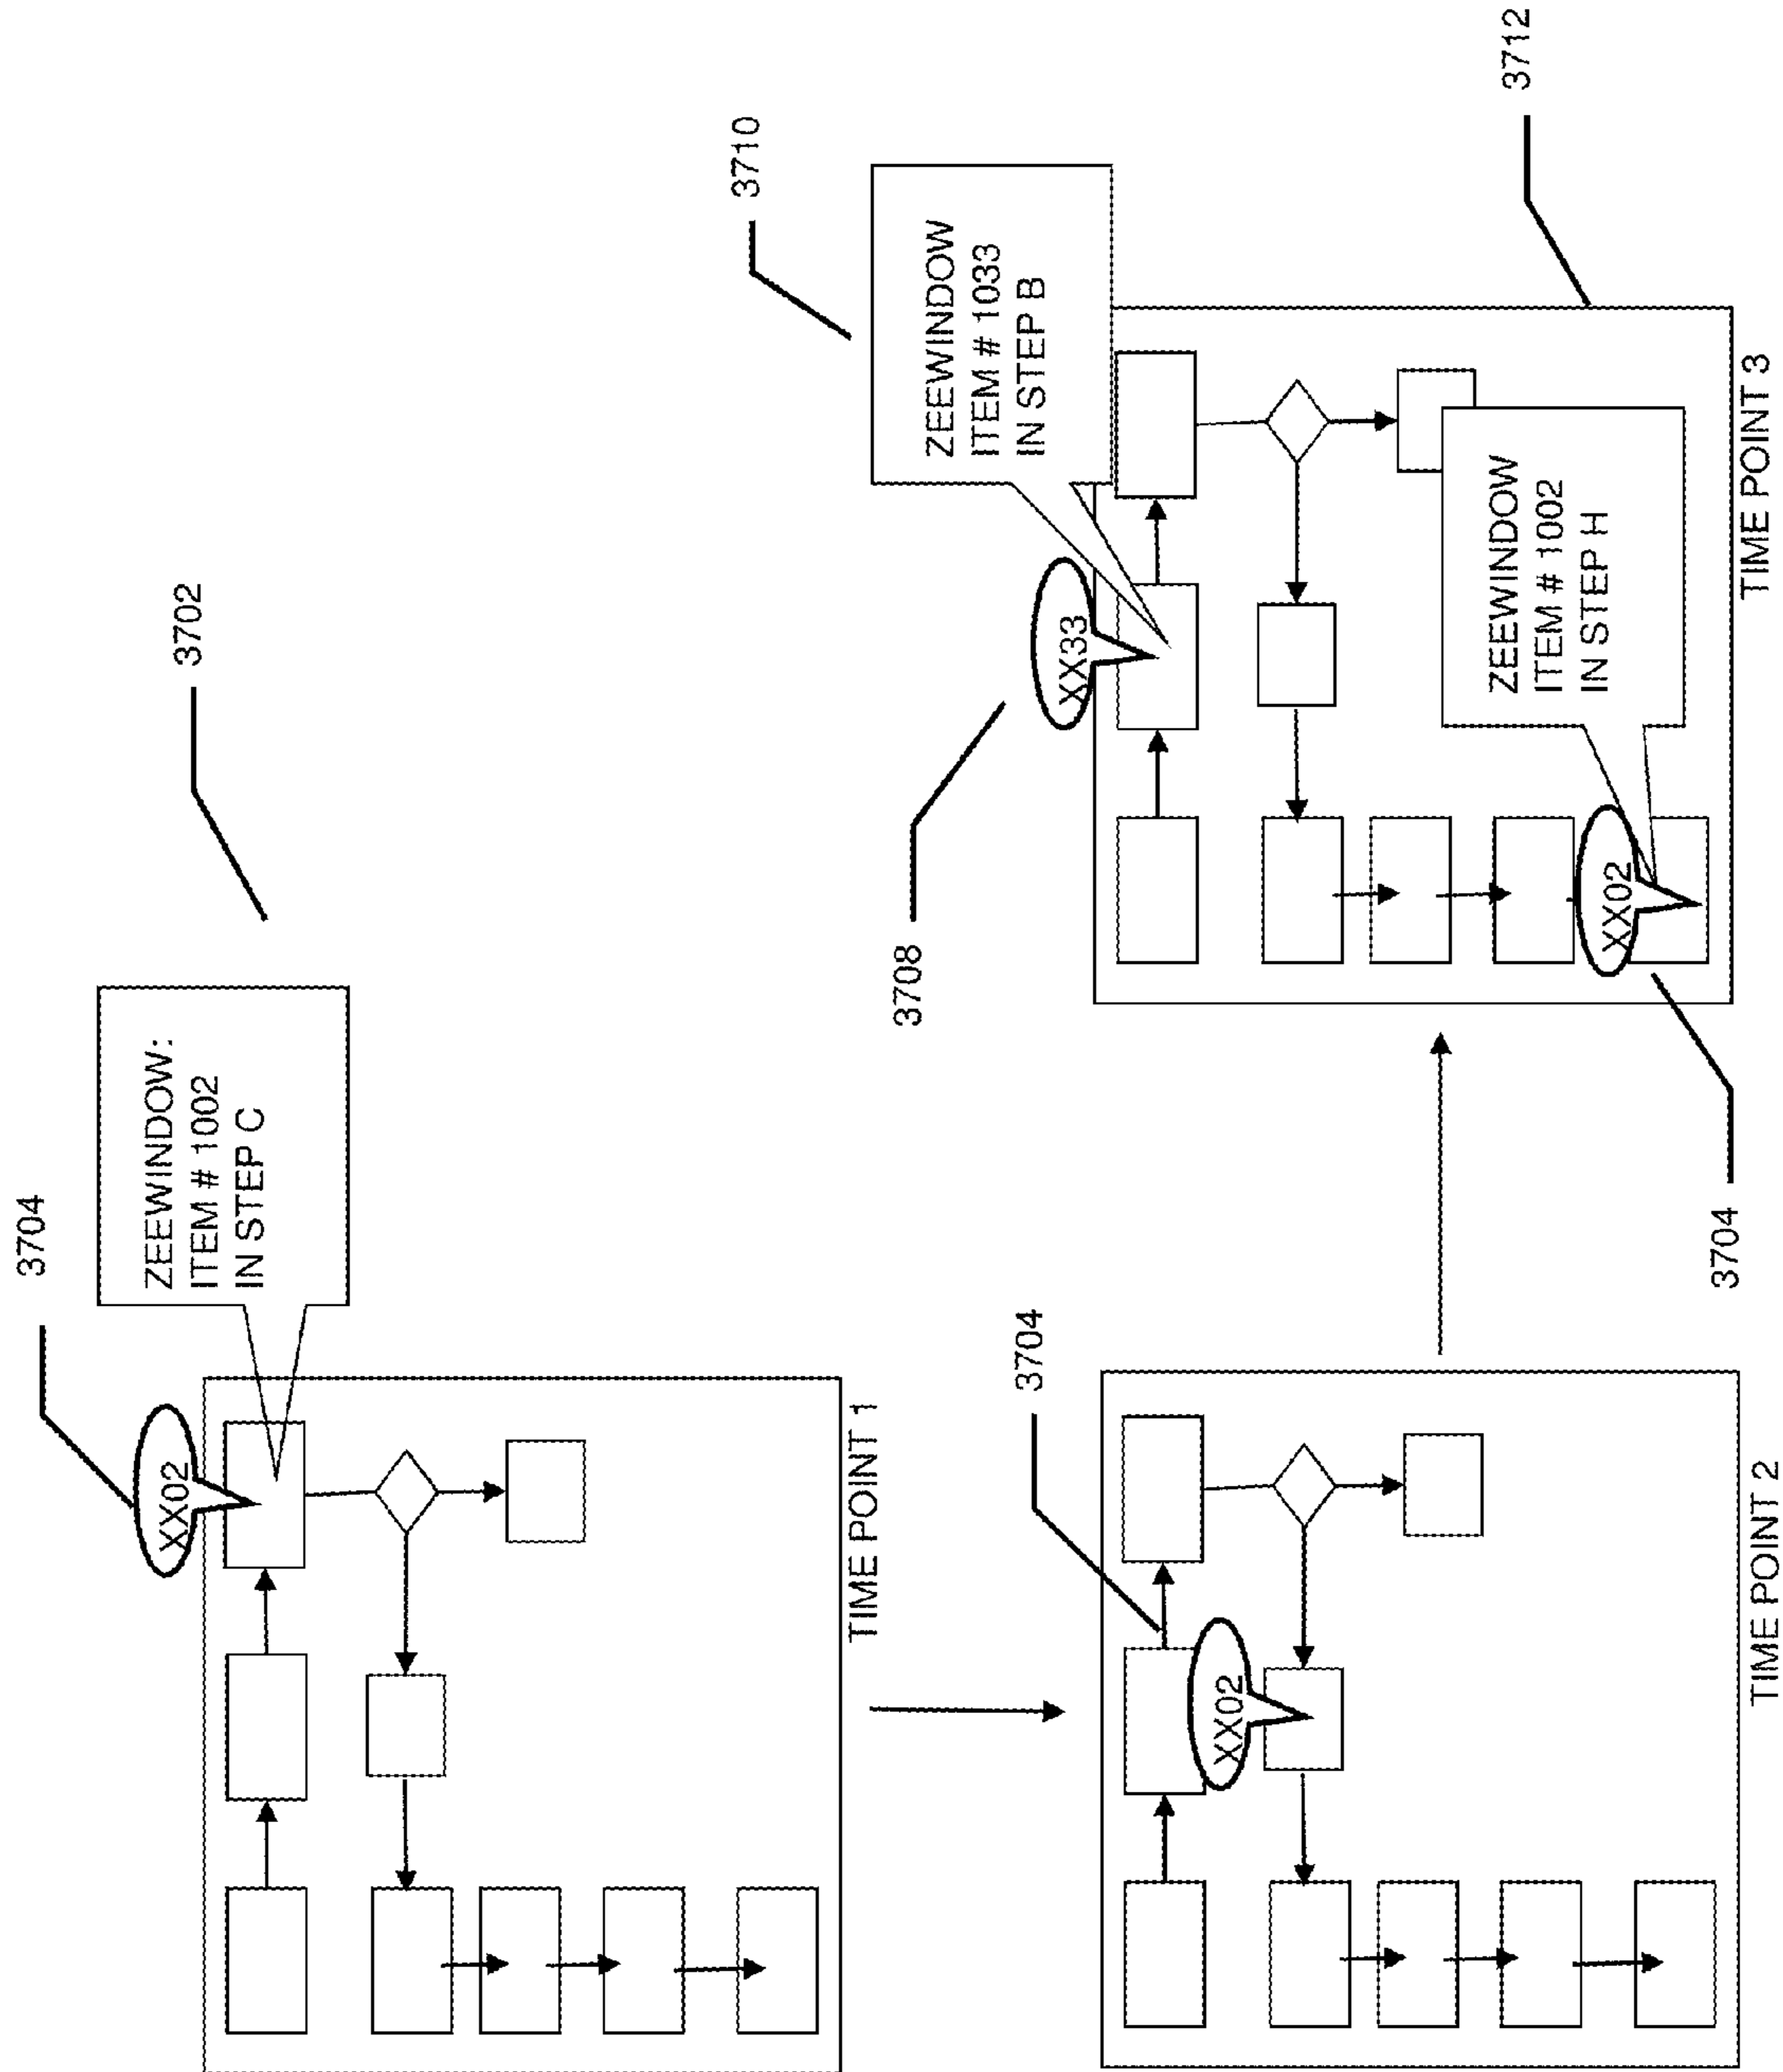 3704
XX02
ZEEWINDOW:
ITEM # 1002
IN STEP C
3702
TIME POINT 1
3704
XX02
TIME POINT 2
3708
XX33
3710
ZEEWINDOW
ITEM # 1033
IN STEP B
ZEEWINDOW
ITEM # 1002
IN STEP H
XX02
3704
3712
TIME POINT 3